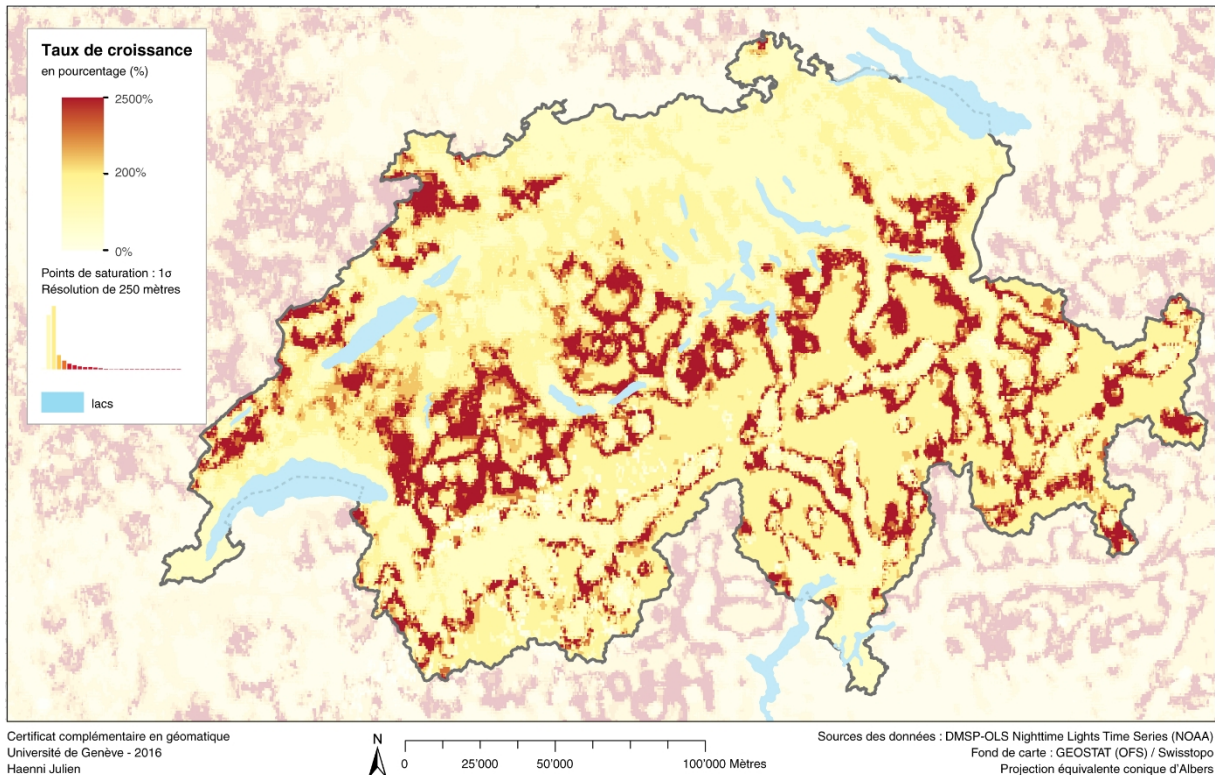 Taux de croissance
en pourcentage (%)
2500%
200%
0%
Points de saturation : 1σ
Résolution de 250 mètres
lacs
Certificat complémentaire en géomatique
Université de Genève - 2016
Haenni Julien
N
0 25'000 50'000 100'000 Mètres
Sources des données : DMSP-OLS Nighttime Lights Time Series (NOAA)
Fond de carte : GEOSTAT (OFS) / Swisstopo
Projection équivalente conique d'Albers